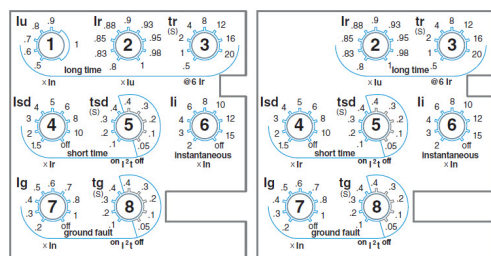 Iu Ir tr (S)
.5 .6 .7 .8 .9 1
1
.8 .83 .85 .88 .9 .93 .95 .98 1
2
.5 1 2 4 8 12 16 20
3
long time
x In x Iu @6 Ir
Isd tsd (S) Ii
1.5 2 3 4 5 6 8 10 off
4
.1 .2 .3 .4 .4 .3 .2 .1 .05
5
2 3 4 6 8 10 12 15 off
6
short time instantaneous
x Ir on I²t off x In
Ig tg (S)
.2 .3 .4 .5 .6 .7 .8 1 off
7
.1 .2 .3 .4 .4 .3 .2 .1 .05
8
ground fault
x In on I²t off
Ir tr (S)
.8 .83 .85 .88 .9 .93 .95 .98 1
2
.5 1 2 4 8 12 16 20
3
long time
x Iu @6 Ir
Isd tsd (S) Ii
1.5 2 3 4 5 6 8 10 off
4
.1 .2 .3 .4 .4 .3 .2 .1 .05
5
2 3 4 6 8 10 12 15 off
6
short time instantaneous
x Ir on I²t off x In
Ig tg (S)
.2 .3 .4 .5 .6 .7 .8 1 off
7
.1 .2 .3 .4 .4 .3 .2 .1 .05
8
ground fault
x In on I²t off